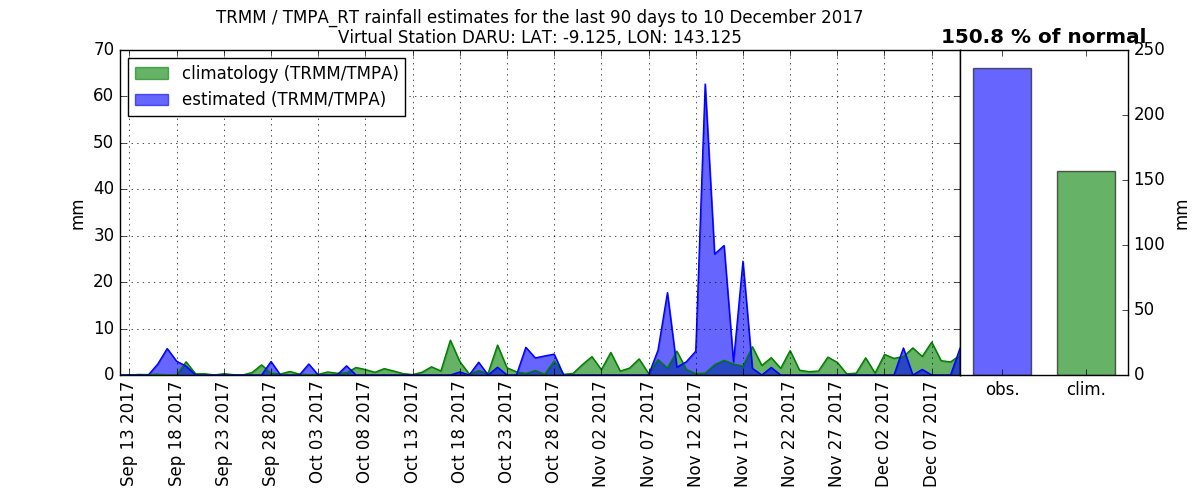 TRMM / TMPA_RT rainfall estimates for the last 90 days to 10 December 2017
Virtual Station DARU: LAT: -9.125, LON: 143.125
150.8 % of normal
climatology (TRMM/TMPA)
estimated (TRMM/TMPA)
mm
70
60
50
40
30
20
10
0
Sep 13 2017
Sep 18 2017
Sep 23 2017
Sep 28 2017
Oct 03 2017
Oct 08 2017
Oct 13 2017
Oct 18 2017
Oct 23 2017
Oct 28 2017
Nov 02 2017
Nov 07 2017
Nov 12 2017
Nov 17 2017
Nov 22 2017
Nov 27 2017
Dec 02 2017
Dec 07 2017
250
200
150
100
50
0
mm
obs.
clim.